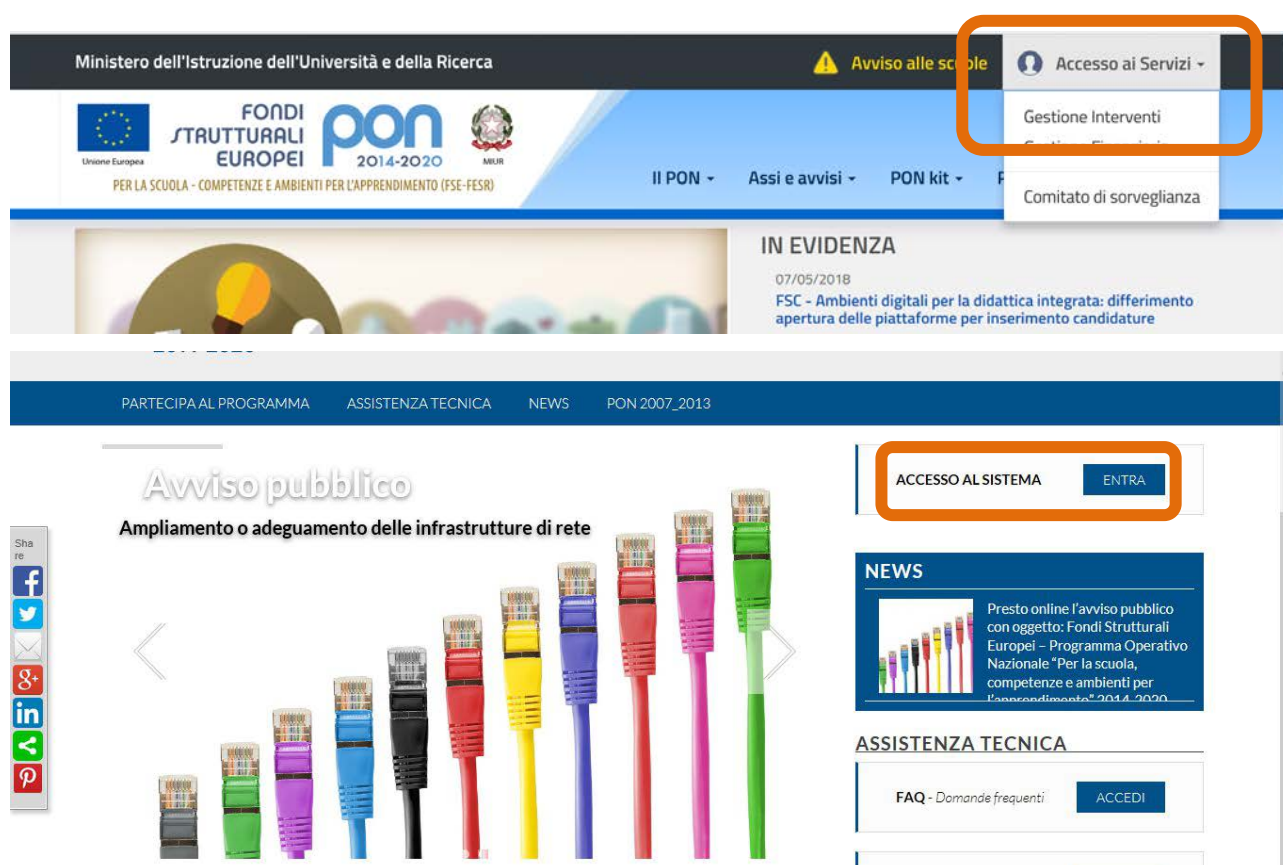 Ministero dell'Istruzione dell'Università e della Ricerca
Avviso alle scuole
Accesso ai Servizi
Gestione Interventi
Comitato di sorveglianza
Unione Europea
FONDI
STRUTTURALI
EUROPEI
pon
2014-2020
MIUR
PER LA SCUOLA - COMPETENZE E AMBIENTI PER L'APPRENDIMENTO (FSE-FESR)
Il PON
Assi e avvisi
PON kit
IN EVIDENZA
07/05/2018
FSC - Ambienti digitali per la didattica integrata: differimento
apertura delle piattaforme per inserimento candidature
PARTECIPA AL PROGRAMMA
ASSISTENZA TECNICA
NEWS
PON 2007_2013
Avviso pubblico
Ampliamento o adeguamento delle infrastrutture di rete
Sha
re
ACCESSO AL SISTEMA
ENTRA
NEWS
Presto online l'avviso pubblico
con oggetto: Fondi Strutturali
Europei – Programma Operativo
Nazionale "Per la scuola,
competenze e ambienti per
l'apprendimento" 2014-2020
ASSISTENZA TECNICA
FAQ - Domande frequenti
ACCEDI